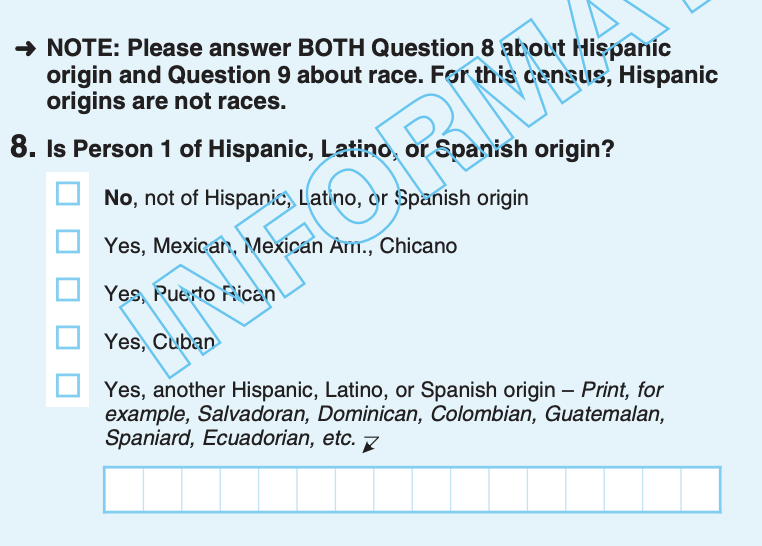 ➔ NOTE: Please answer BOTH Question 8 about Hispanic
origin and Question 9 about race. For this census, Hispanic
origins are not races.
8. Is Person 1 of Hispanic, Latino, or Spanish origin?
No, not of Hispanic, Latino, or Spanish origin
Yes, Mexican, Mexican Am., Chicano
Yes, Puerto Rican
Yes, Cuban
Yes, another Hispanic, Latino, or Spanish origin – Print, for
example, Salvadoran, Dominican, Colombian, Guatemalan,
Spaniard, Ecuadorian, etc.
INFORMA